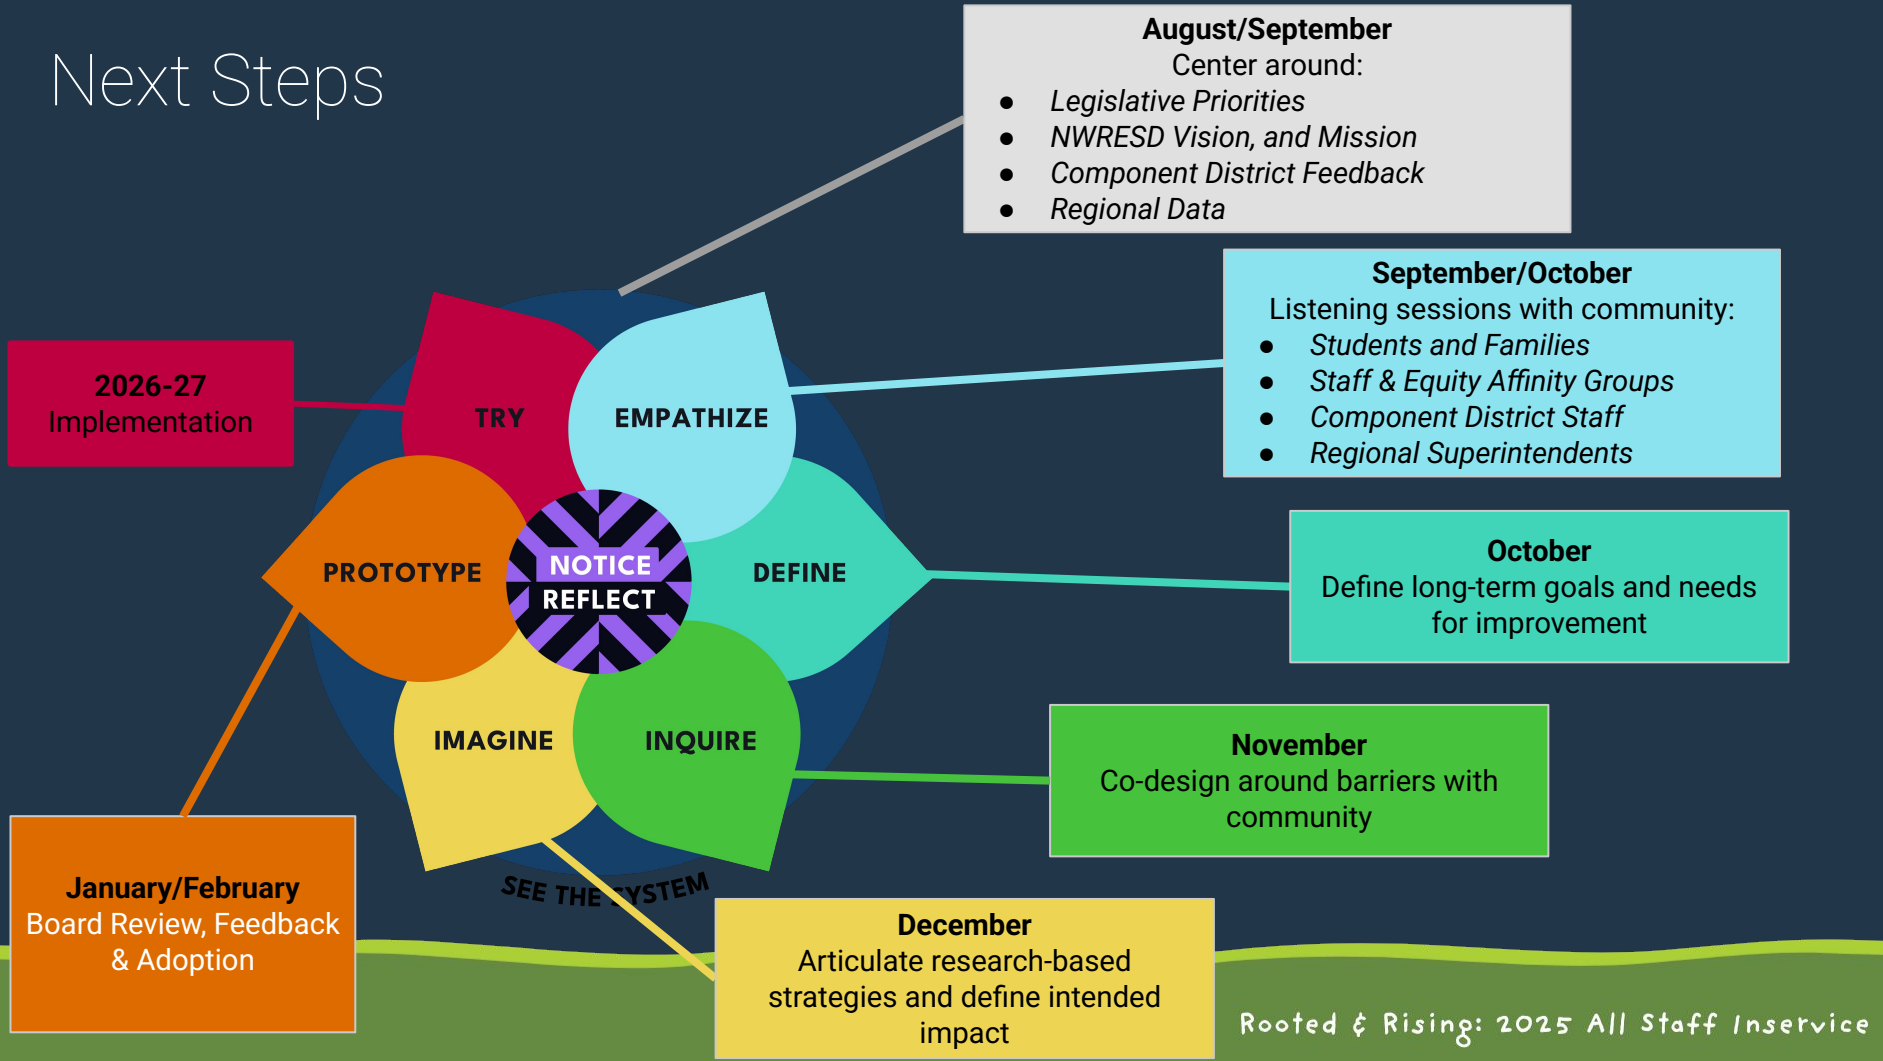 Next Steps
August/September
Center around:
● Legislative Priorities
● NWRESD Vision, and Mission
● Component District Feedback
● Regional Data
September/October
Listening sessions with community:
● Students and Families
● Staff & Equity Affinity Groups
● Component District Staff
● Regional Superintendents
2026-27
Implementation
TRY
EMPATHIZE
PROTOTYPE
NOTICE
REFLECT
DEFINE
October
Define long-term goals and needs
for improvement
IMAGINE
INQUIRE
November
Co-design around barriers with
community
SEE THE SYSTEM
January/February
Board Review, Feedback
& Adoption
December
Articulate research-based
strategies and define intended
impact
Rooted & Rising: 2025 All Staff Inservice